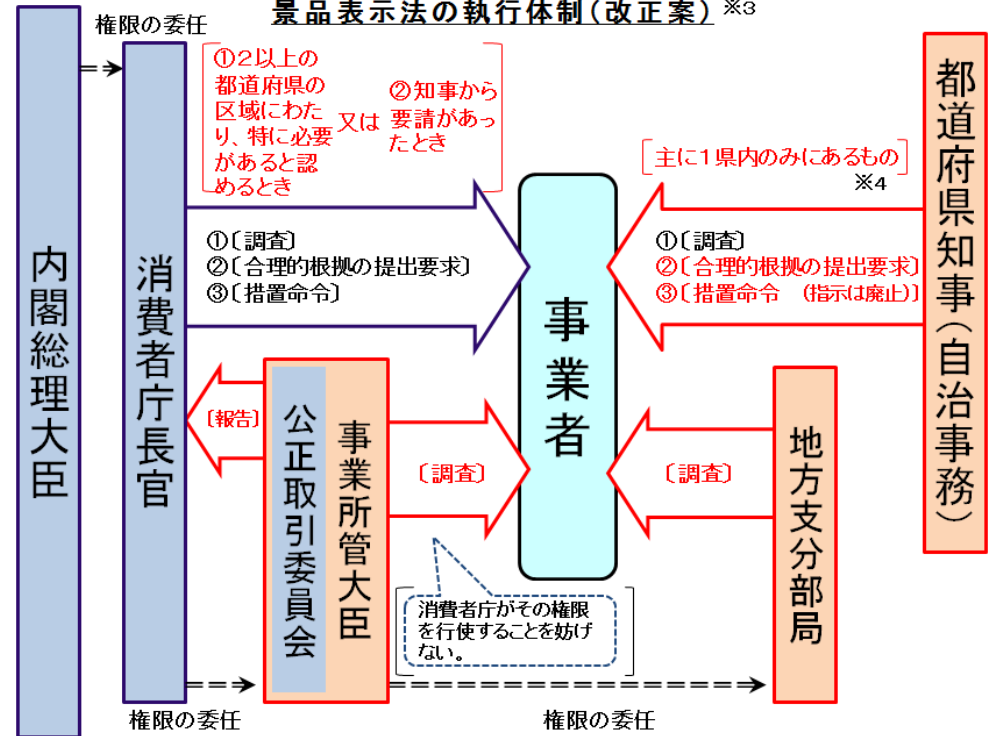 景品表示法の執行体制(改正案) ※3
権限の委任
内閣総理大臣
消費者庁長官
①2以上の
都道府県の
区域にわた
り、特に必要
があると認
めるとき
又は
②知事から
要請があっ
たとき
①〔調査〕
②〔合理的根拠の提出要求〕
③〔措置命令〕
事業者
主に1県内のみにあるもの
※4
①〔調査〕
②〔合理的根拠の提出要求〕
③〔措置命令 (指示は廃止)〕
都道府県知事(自治事務)
〔報告〕
公正取引委員会
事業所管大臣
〔調査〕
〔調査〕
地方支分部局
消費者庁がその権限
を行使することを妨げ
ない。
権限の委任
権限の委任